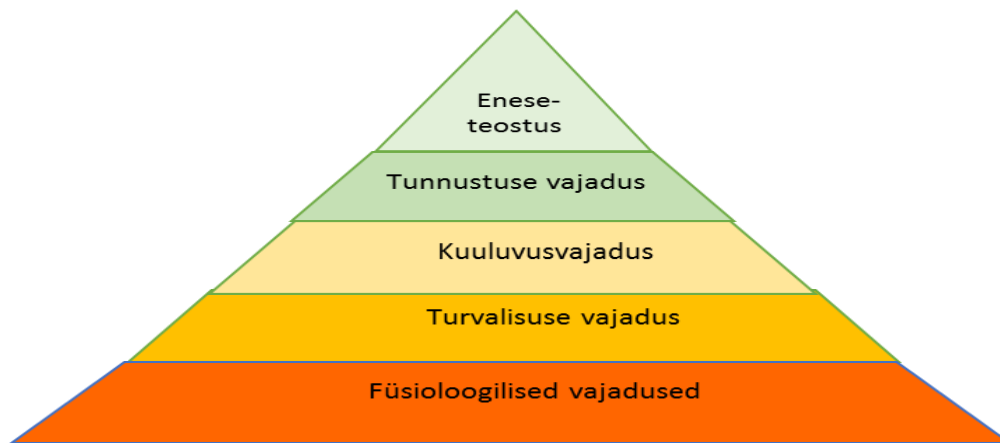 Enese-
teostus
Tunnustuse vajadus
Kuuluvusvajadus
Turvalisuse vajadus
Füsioloogilised vajadused